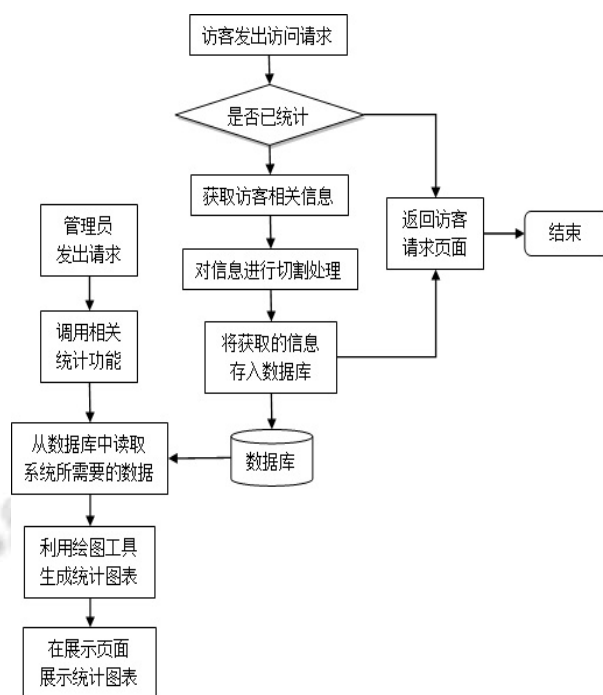 访客发出访问请求
是否已统计
获取访客相关信息
对信息进行切割处理
将获取的信息
存入数据库
数据库
返回访客
请求页面
结束
管理员
发出请求
调用相关
统计功能
从数据库中读取
系统所需要的数据
利用绘图工具
生成统计图表
在展示页面
展示统计图表